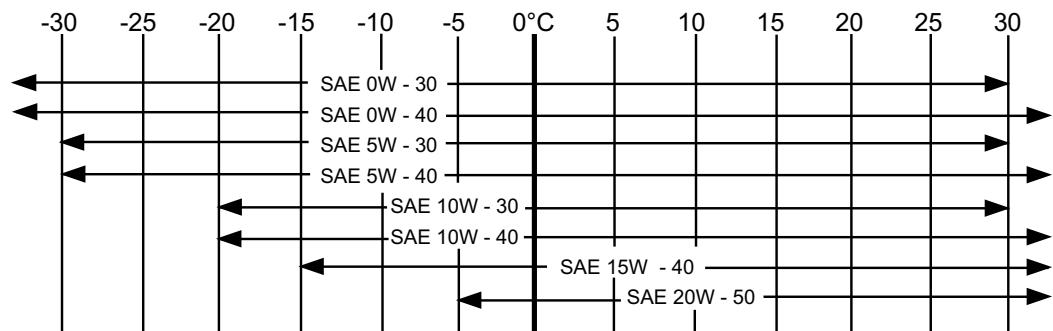 -30 -25 -20 -15 -10 -5 0°C 5 10 15 20 25 30
SAE 0W - 30
SAE 0W - 40
SAE 5W - 30
SAE 5W - 40
SAE 10W - 30
SAE 10W - 40
SAE 15W - 40
SAE 20W - 50